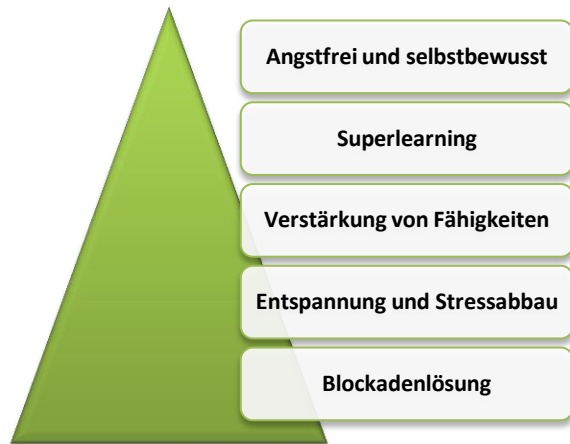 Angstfrei und selbstbewusst
Superlearning
Verstärkung von Fähigkeiten
Entspannung und Stressabbau
Blockadenlösung